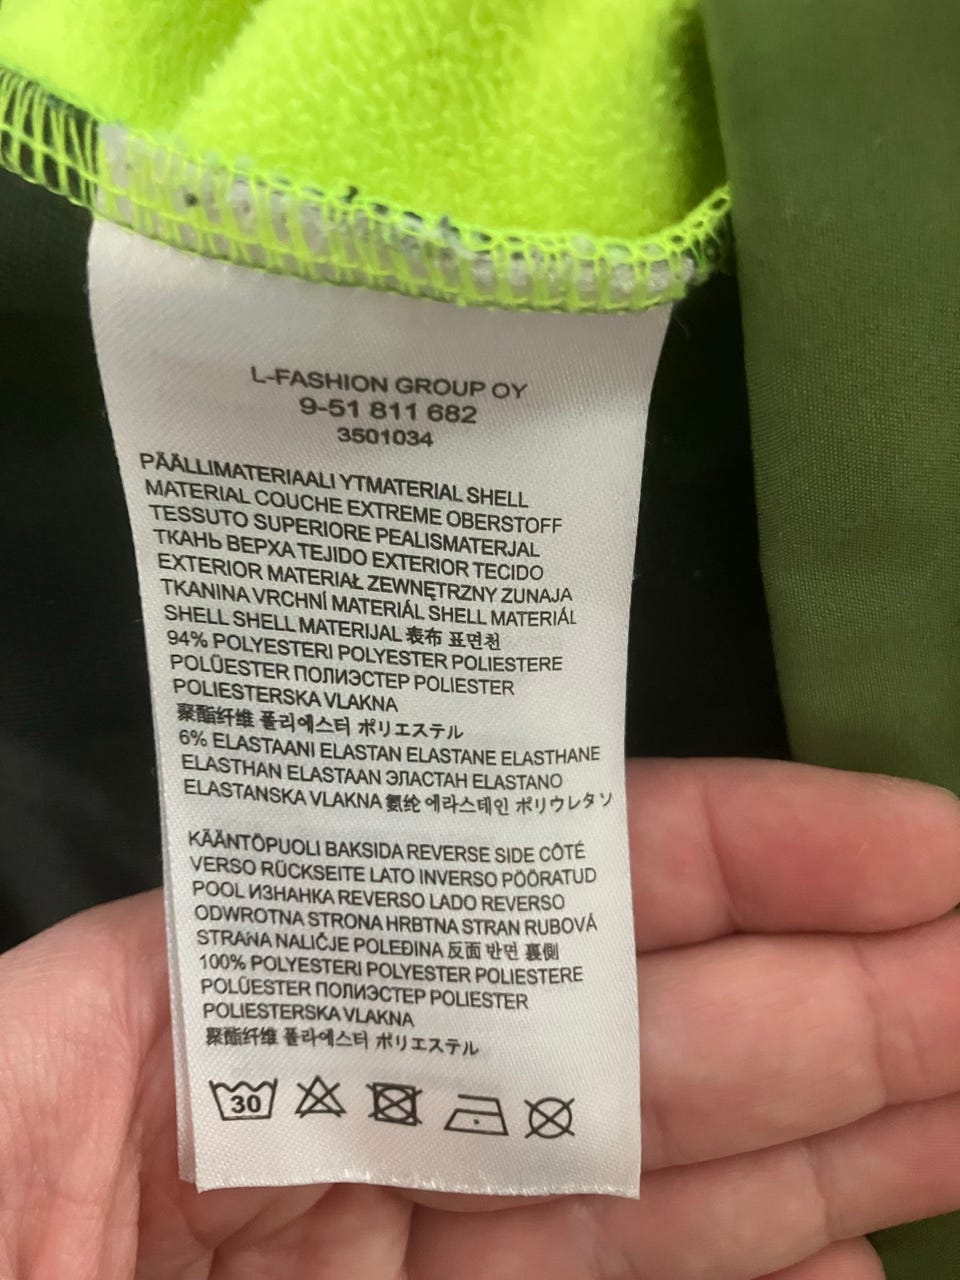 L-FASHION GROUP OY
9-51 811 682
3501034
PÄÄLLIMATERIAALI YTMATERIAL SHELL
MATERIAL COUCHE EXTREME OBERSTOFF
TESSUTO SUPERIORE PEALISMATERJAL
ТКАНЬ ВЕРХА TEJIDO EXTERIOR TECIDO
EXTERIOR MATERIAŁ ZEWNĘTRZNY ZUNAJA
TKANINA VRCHNÍ MATERIÁL SHELL MATERIÁL
SHELL SHELL MATERIJAL 表布 표면천
94% POLYESTERI POLYESTER POLIESTERE
POLÜESTER ПОЛИЭСТЕР POLIESTER
POLIESTERSKA VLAKNA
聚酯纤维 폴리에스터 ポリエステル
6% ELASTAANI ELASTAN ELASTANE ELASTHANE
ELASTHAN ELASTAAN ЭЛАСТАН ELASTANO
ELASTANSKA VLAKNA 氨纶 에라스테인 ポリウレタソ
KÄÄNTÖPUOLI BAKSIDA REVERSE SIDE CÔTÉ
VERSO RÜCKSEITE LATO INVERSO PÖÖRATUD
POOL ИЗНАНКА REVERSO LADO REVERSO
ODWROTNA STRONA HRBTNA STRAN RUBOVÁ
STRANA NALIČJE POLEĐINA 反面 반면 裏側
100% POLYESTERI POLYESTER POLIESTERE
POLÜESTER ПОЛИЭСТЕР POLIESTER
POLIESTERSKA VLAKNA
聚酯纤维 폴리에스터 ポリエステル
30